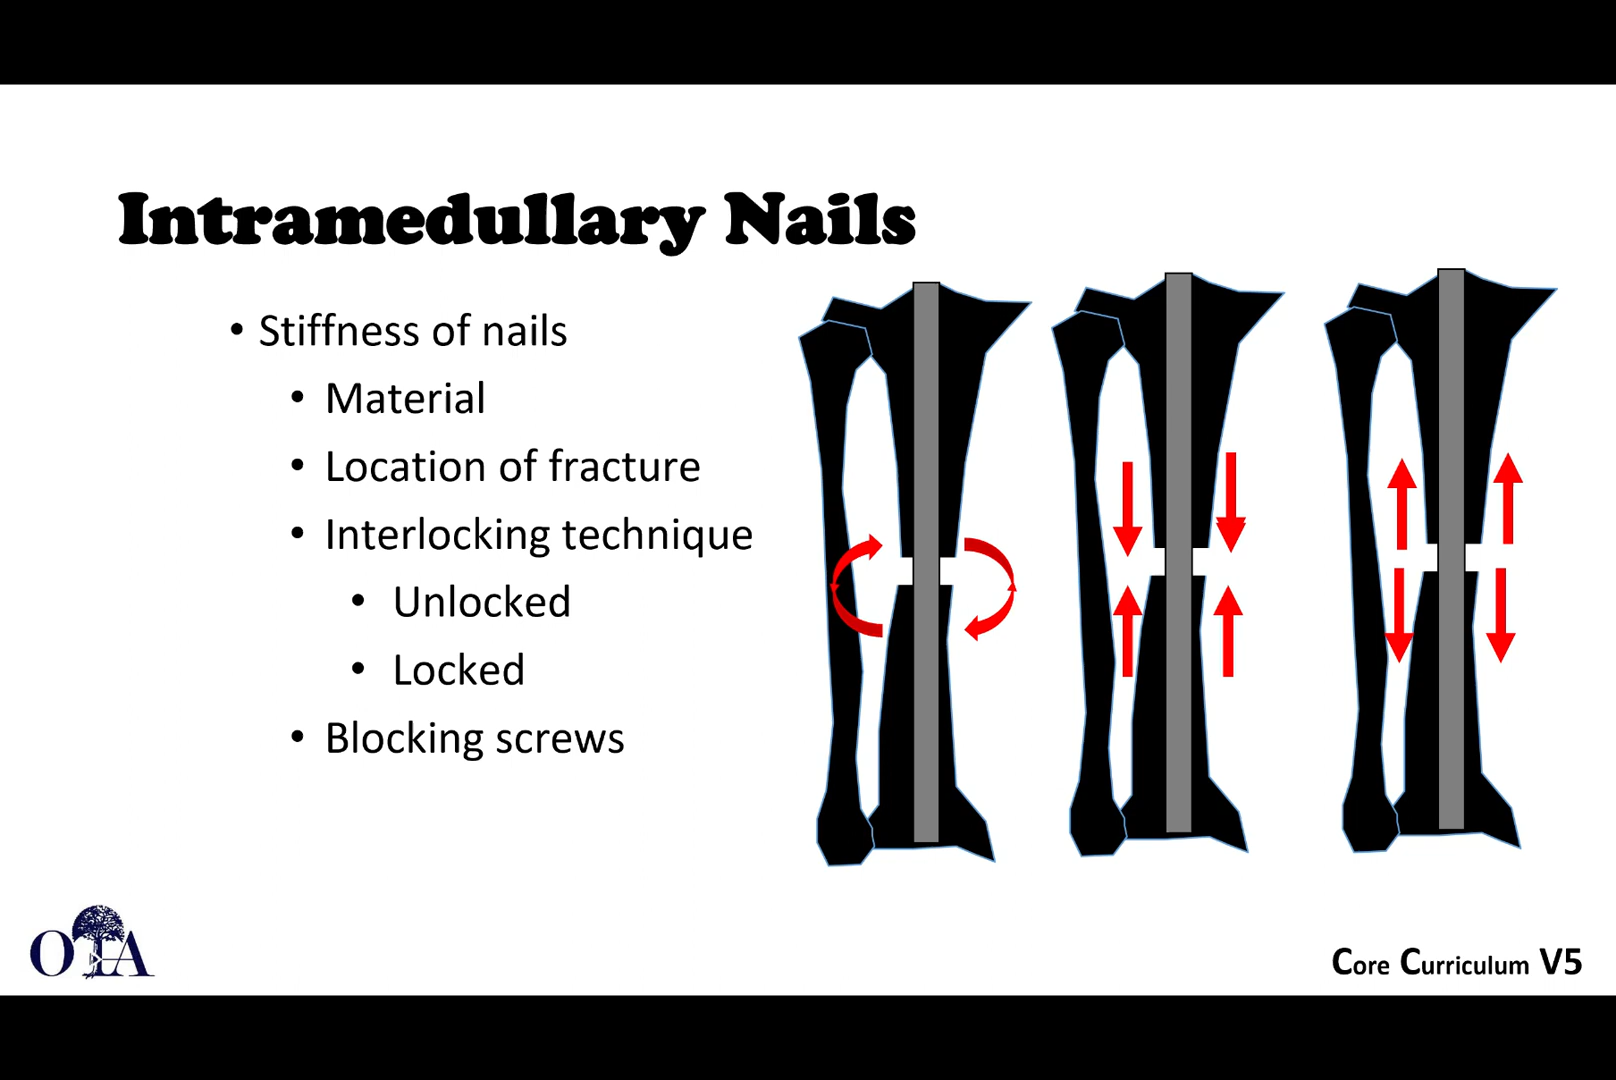 Intramedullary Nails
• Stiffness of nails
• Material
• Location of fracture
• Interlocking technique
• Unlocked
• Locked
• Blocking screws
OTA
Core Curriculum V5